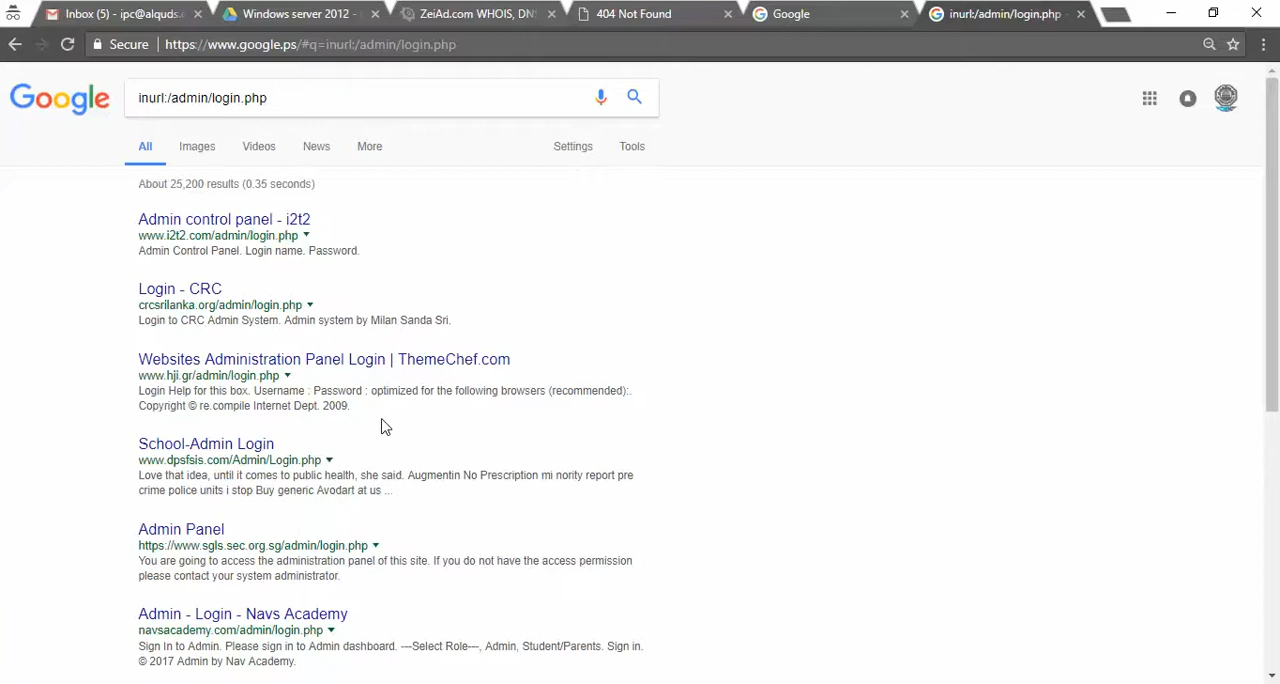 Inbox (5) - ipc@alquds.e
Windows server 2012 -
ZeiAd.com WHOIS, DNS
404 Not Found
Google
inurl:/admin/login.php -
Secure
https://www.google.ps/#q=inurl:/admin/login.php
Google
inurl:/admin/login.php
All Images Videos News More Settings Tools
About 25,200 results (0.35 seconds)
Admin control panel - i2t2
www.i2t2.com/admin/login.php
Admin Control Panel. Login name. Password.
Login - CRC
crcsrilanka.org/admin/login.php
Login to CRC Admin System. Admin system by Milan Sanda Sri.
Websites Administration Panel Login | ThemeChef.com
www.hji.gr/admin/login.php
Login Help for this box. Username : Password : optimized for the following browsers (recommended):.
Copyright © re.compile Internet Dept. 2009.
School-Admin Login
www.dpsfsis.com/Admin/Login.php
Love that idea, until it comes to public health, she said. Augmentin No Prescription mi nority report pre
crime police units i stop Buy generic Avodart at us ...
Admin Panel
https://www.sgls.sec.org.sg/admin/login.php
You are going to access the administration panel of this site. If you do not have the access permission
please contact your system administrator.
Admin - Login - Navs Academy
navsacademy.com/admin/login.php
Sign In to Admin. Please sign in to Admin dashboard. ---Select Role---, Admin, Student/Parents. Sign in.
© 2017 Admin by Nav Academy.